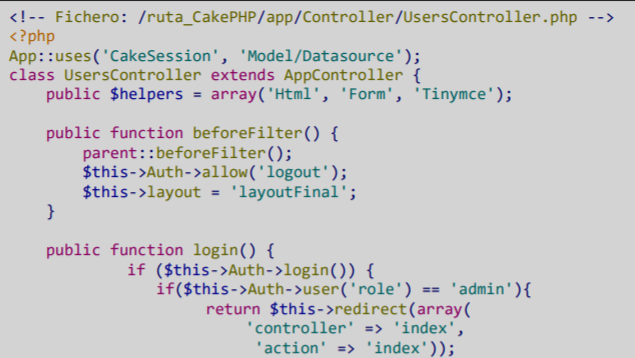 <!-- Fichero: /ruta_CakePHP/app/Controller/UsersController.php -->
<?php
App::uses('CakeSession', 'Model/Datasource');
class UsersController extends AppController {
    public $helpers = array('Html', 'Form', 'Tinymce');

    public function beforeFilter() {
        parent::beforeFilter();
        $this->Auth->allow('logout');
        $this->layout = 'layoutFinal';
    }

    public function login() {
            if ($this->Auth->login()) {
                if($this->Auth->user('role') == 'admin'){
                    return $this->redirect(array(
                        'controller' => 'index',
                         'action' => 'index'));